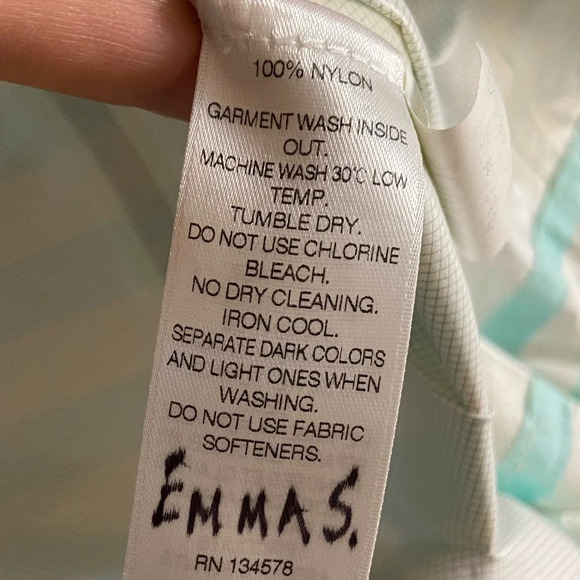 100% NYLON
GARMENT WASH INSIDE
OUT.
MACHINE WASH 30°C LOW
TEMP.
TUMBLE DRY.
DO NOT USE CHLORINE
BLEACH.
NO DRY CLEANING.
IRON COOL.
SEPARATE DARK COLORS
AND LIGHT ONES WHEN
WASHING.
DO NOT USE FABRIC
SOFTENERS.
EMMA S.
RN 134578